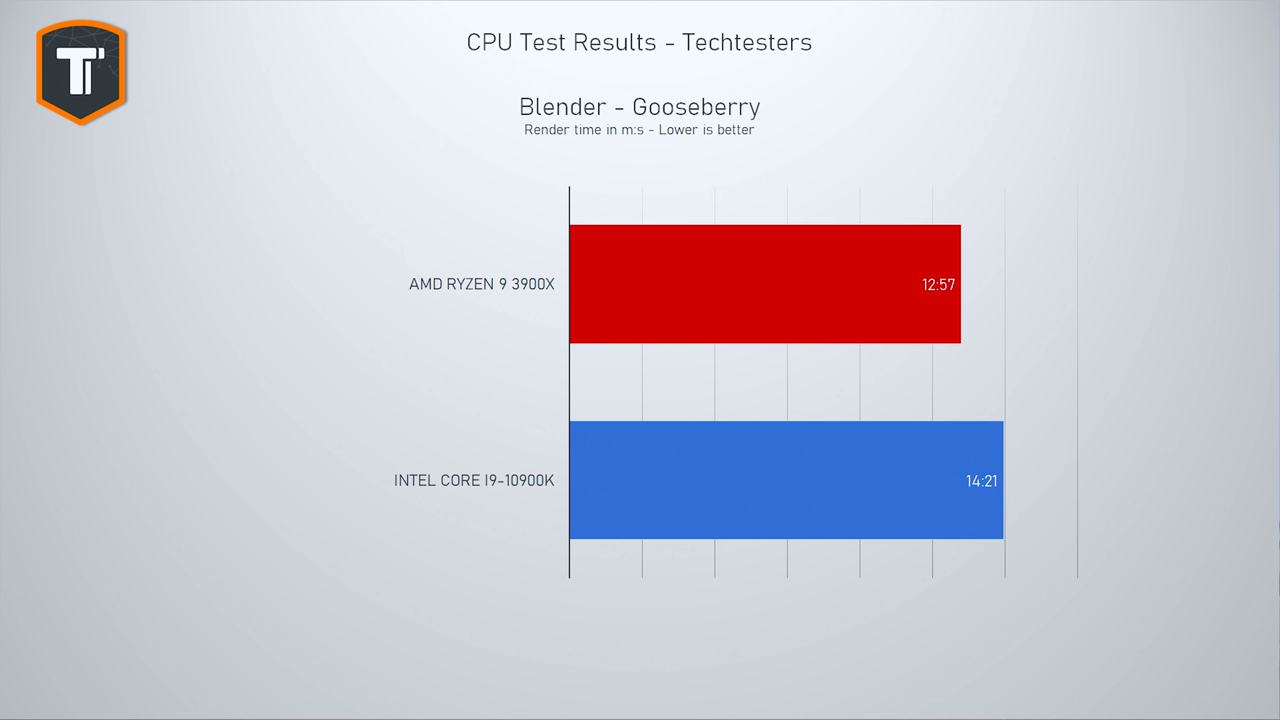 CPU Test Results - Techtesters
Blender - Gooseberry
Render time in m:s - Lower is better
AMD RYZEN 9 3900X
12:57
INTEL CORE I9-10900K
14:21